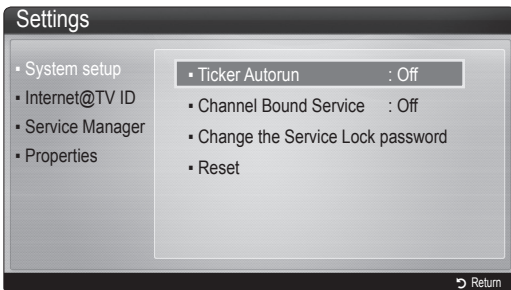 Settings
▪ System setup
▪ Internet@TV ID
▪ Service Manager
▪ Properties
▪ Ticker Autorun : Off
▪ Channel Bound Service : Off
▪ Change the Service Lock password
▪ Reset
Return